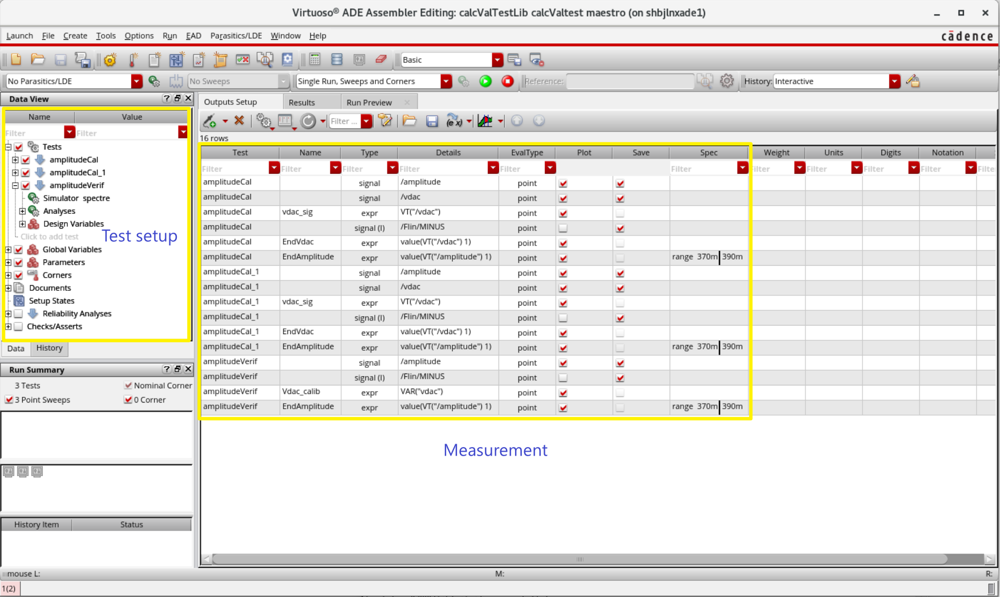 Virtuoso® ADE Assembler Editing: calcValTestLib calcValtest maestro (on shbjlnxade1)
Launch File Create Tools Options Run EAD Parasitics/LDE Window Help
cādence
Basic
No Parasitics/LDE No Sweeps Single Run, Sweeps and Corners Reference: History: Interactive
Data View
Name Value
Filter Filter
Tests
amplitudeCal
amplitudeCal_1
amplitudeVerif
Simulator spectre
Analyses
Design Variables
Click to add test
Test setup
Global Variables
Parameters
Corners
Documents
Setup States
Reliability Analyses
Checks/Asserts
Data History
Run Summary
3 Tests Nominal Corner
3 Point Sweeps 0 Corner
History Item Status
Outputs Setup Results Run Preview
Filter ... (e x)
16 rows
Test Name Type Details EvalType Plot Save Spec Weight Units Digits Notation
Filter Filter Filter Filter Filter Filter Filter Filter Filter Filter Filte
amplitudeCal signal /amplitude point
amplitudeCal signal /vdac point
amplitudeCal vdac_sig expr VT("/vdac") point
amplitudeCal signal (I) /Flin/MINUS point
amplitudeCal EndVdac expr value(VT("/vdac") 1) point
amplitudeCal EndAmplitude expr value(VT("/amplitude") 1) point range 370m 390m
amplitudeCal_1 signal /amplitude point
amplitudeCal_1 signal /vdac point
amplitudeCal_1 vdac_sig expr VT("/vdac") point
amplitudeCal_1 signal (I) /Flin/MINUS point
amplitudeCal_1 EndVdac expr value(VT("/vdac") 1) point
amplitudeCal_1 EndAmplitude expr value(VT("/amplitude") 1) point range 370m 390m
amplitudeVerif signal /amplitude point
amplitudeVerif signal (I) /Flin/MINUS point
amplitudeVerif Vdac_calib expr VAR("vdac") point
amplitudeVerif EndAmplitude expr value(VT("/amplitude") 1) point range 370m 390m
Measurement
mouse L: M: R:
1(2)